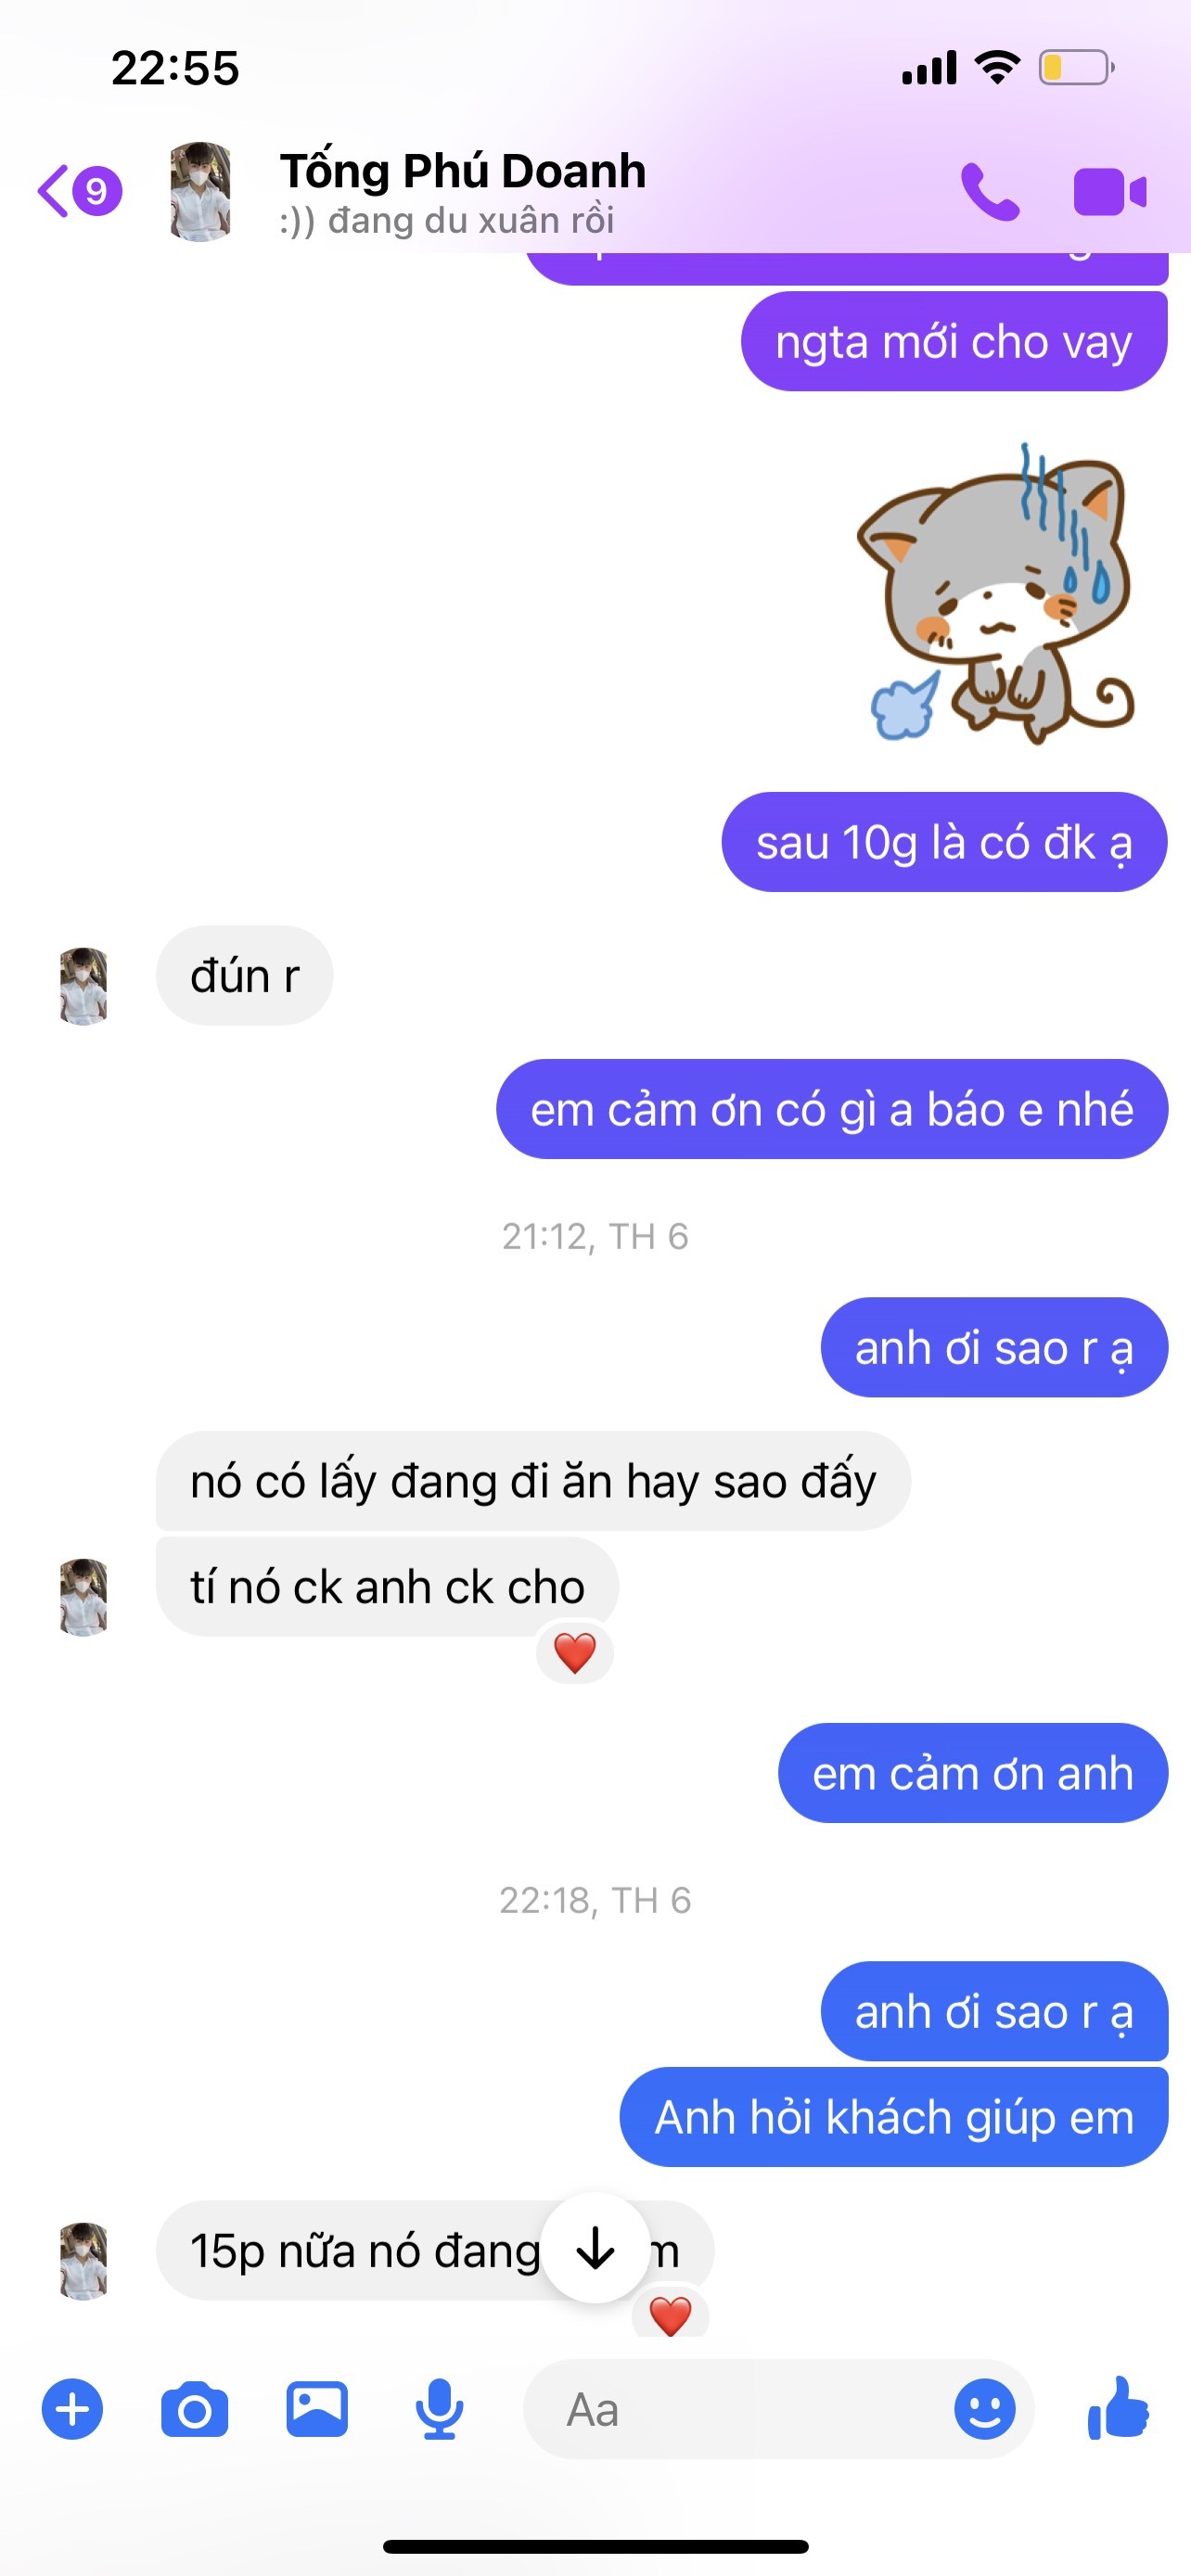 22:55
9
Tống Phú Doanh
:)) đang du xuân rồi
ngta mới cho vay
sau 10g là có đk ạ
đún r
em cảm ơn có gì a báo e nhé
21:12, TH 6
anh ơi sao r ạ
nó có lấy đang đi ăn hay sao đấy
tí nó ck anh ck cho
em cảm ơn anh
22:18, TH 6
anh ơi sao r ạ
Anh hỏi khách giúp em
15p nữa nó đang
Aa